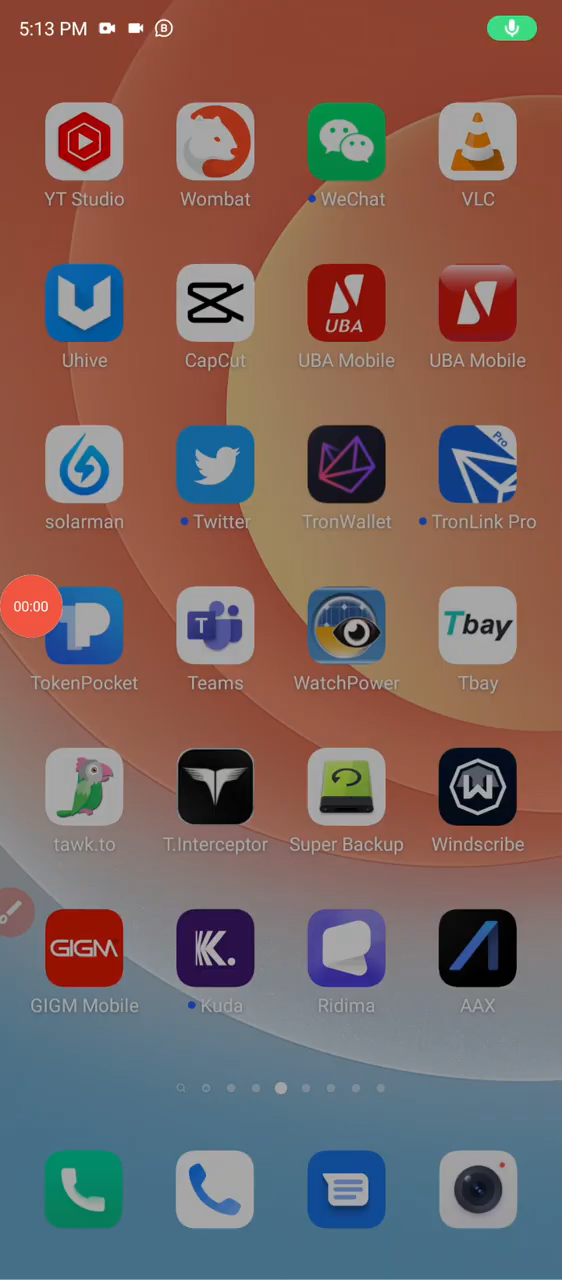 5:13 PM
YT Studio Wombat WeChat VLC
UBA
Uhive CapCut UBA Mobile UBA Mobile
Pro
solarman Twitter TronWallet TronLink Pro
00:00
T
Tbay
TokenPocket Teams WatchPower Tbay
W
tawk.to T.Interceptor Super Backup Windscribe
GIGM
K.
GIGM Mobile Kuda Ridima AAX